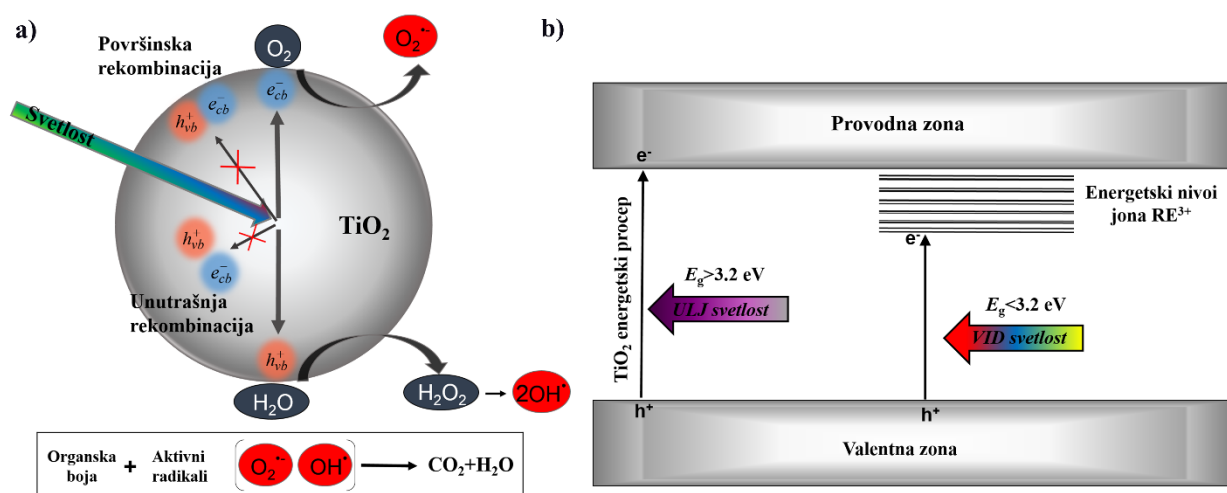 a)
Površinska
rekombinacija
O₂
O₂•-
e⁻cb
e⁻cb
h⁺vb
Svetlost
TiO₂
h⁺vb
e⁻cb
Unutrašnja
rekombinacija
h⁺vb
H₂O
H₂O₂
2OH•
Organska
boja
+
Aktivni
radikali
O₂•-
OH•
CO₂+H₂O
b)
Provodna zona
e⁻
TiO₂ energetski procep
Energetski nivoi
jona RE³⁺
e⁻
E_g>3.2 eV
ULJ svetlost
E_g<3.2 eV
VID svetlost
h⁺
h⁺
Valentna zona